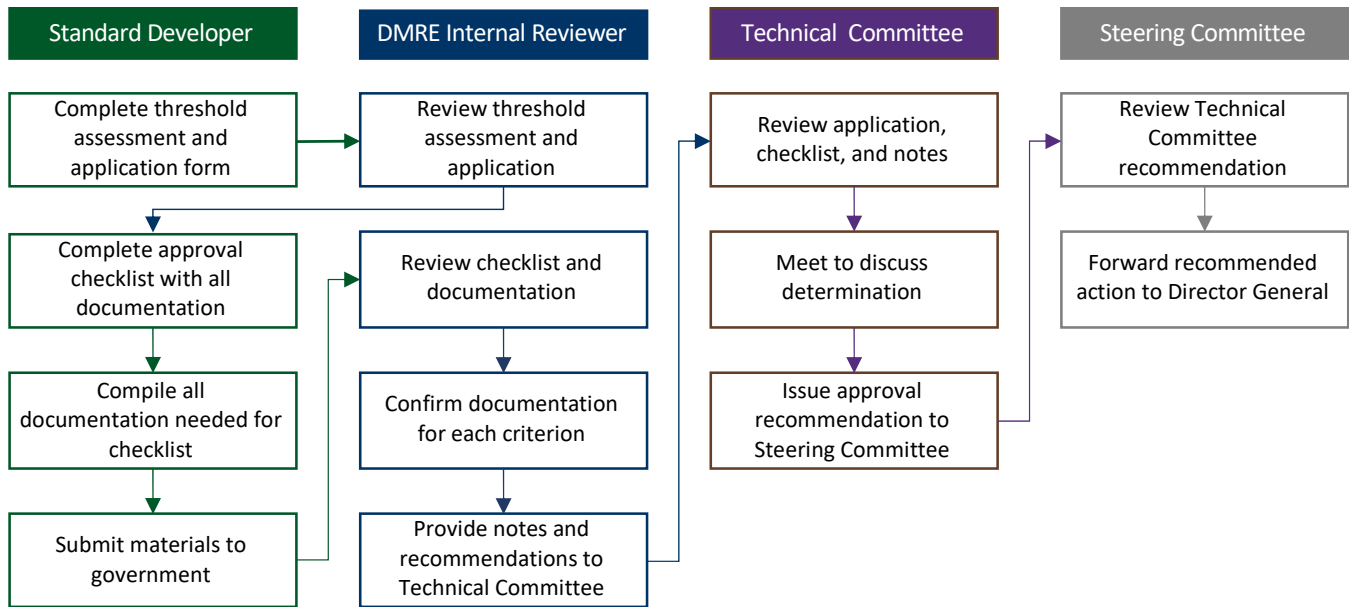 Standard Developer
DMRE Internal Reviewer
Technical Committee
Steering Committee
Complete threshold
assessment and
application form
Review threshold
assessment and
application
Review application,
checklist, and notes
Review Technical
Committee
recommendation
Complete approval
checklist with all
documentation
Review checklist and
documentation
Meet to discuss
determination
Forward recommended
action to Director General
Compile all
documentation needed for
checklist
Confirm documentation
for each criterion
Issue approval
recommendation to
Steering Committee
Submit materials to
government
Provide notes and
recommendations to
Technical Committee